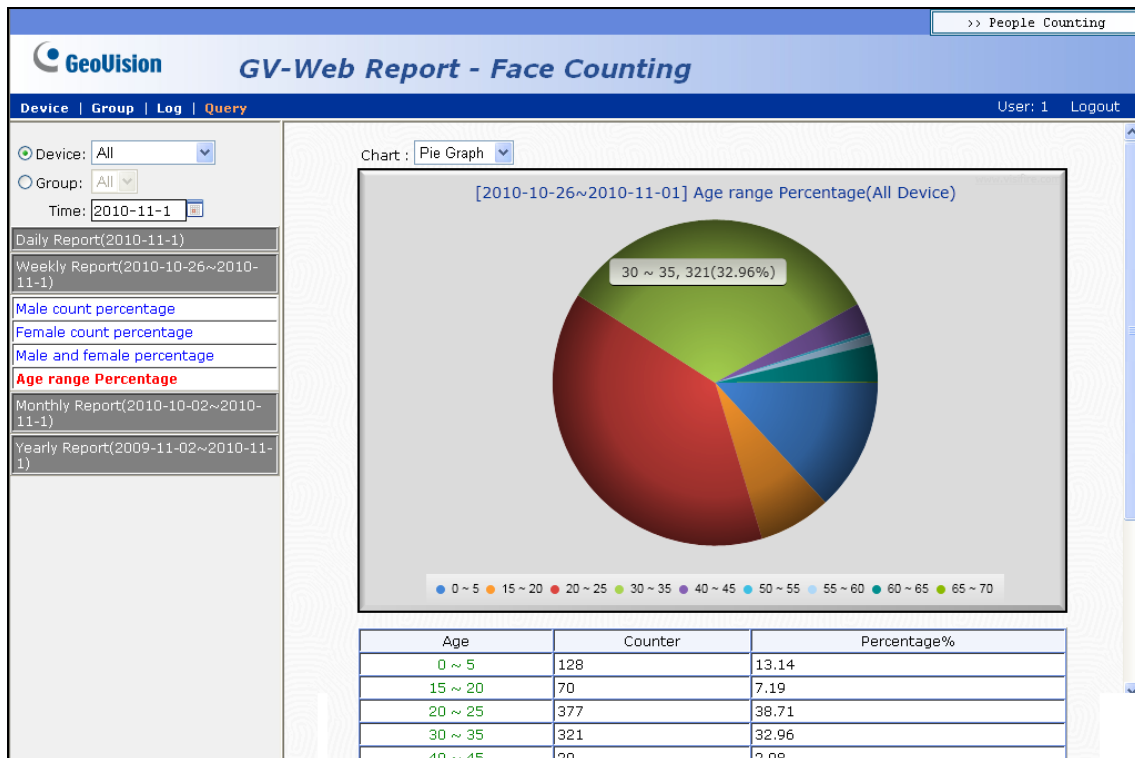 >> People Counting
GeoVision
GV-Web Report - Face Counting
Device | Group | Log | Query
User: 1 Logout
Device: All
Group: All
Time: 2010-11-1
Daily Report(2010-11-1)
Weekly Report(2010-10-26~2010-
11-1)
Male count percentage
Female count percentage
Male and female percentage
Age range Percentage
Monthly Report(2010-10-02~2010-
11-1)
Yearly Report(2009-11-02~2010-11-
1)
Chart : Pie Graph
[2010-10-26~2010-11-01] Age range Percentage(All Device)
30 ~ 35, 321(32.96%)
0 ~ 5 15 ~ 20 20 ~ 25 30 ~ 35 40 ~ 45 50 ~ 55 55 ~ 60 60 ~ 65 65 ~ 70
Age Counter Percentage%
0 ~ 5 128 13.14
15 ~ 20 70 7.19
20 ~ 25 377 38.71
30 ~ 35 321 32.96
40 ~ 45